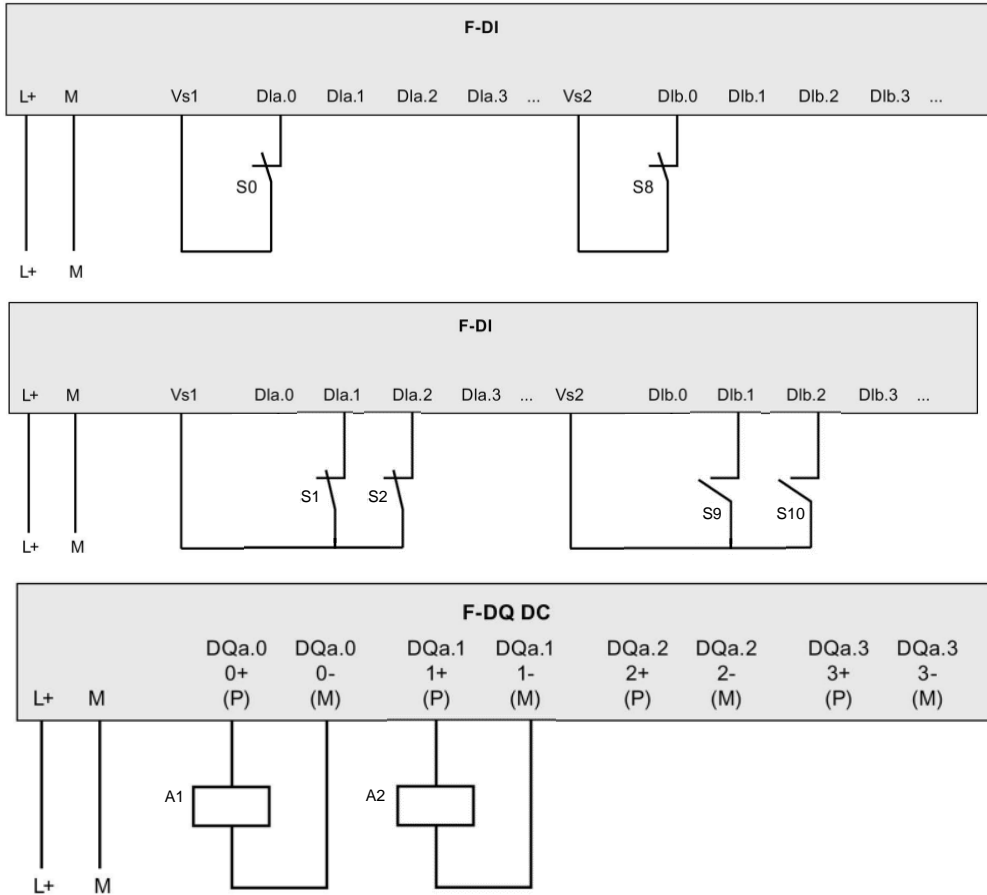 F-DI
L+ M Vs1 DIa.0 DIa.1 DIa.2 DIa.3 ... Vs2 DIb.0 DIb.1 DIb.2 DIb.3 ...
S0 S8
L+ M
F-DI
L+ M Vs1 DIa.0 DIa.1 DIa.2 DIa.3 ... Vs2 DIb.0 DIb.1 DIb.2 DIb.3 ...
S1 S2 S9 S10
L+ M
F-DQ DC
DQa.0 DQa.0 DQa.1 DQa.1 DQa.2 DQa.2 DQa.3 DQa.3
0+ 0- 1+ 1- 2+ 2- 3+ 3-
L+ M (P) (M) (P) (M) (P) (M) (P) (M)
A1 A2
L+ M